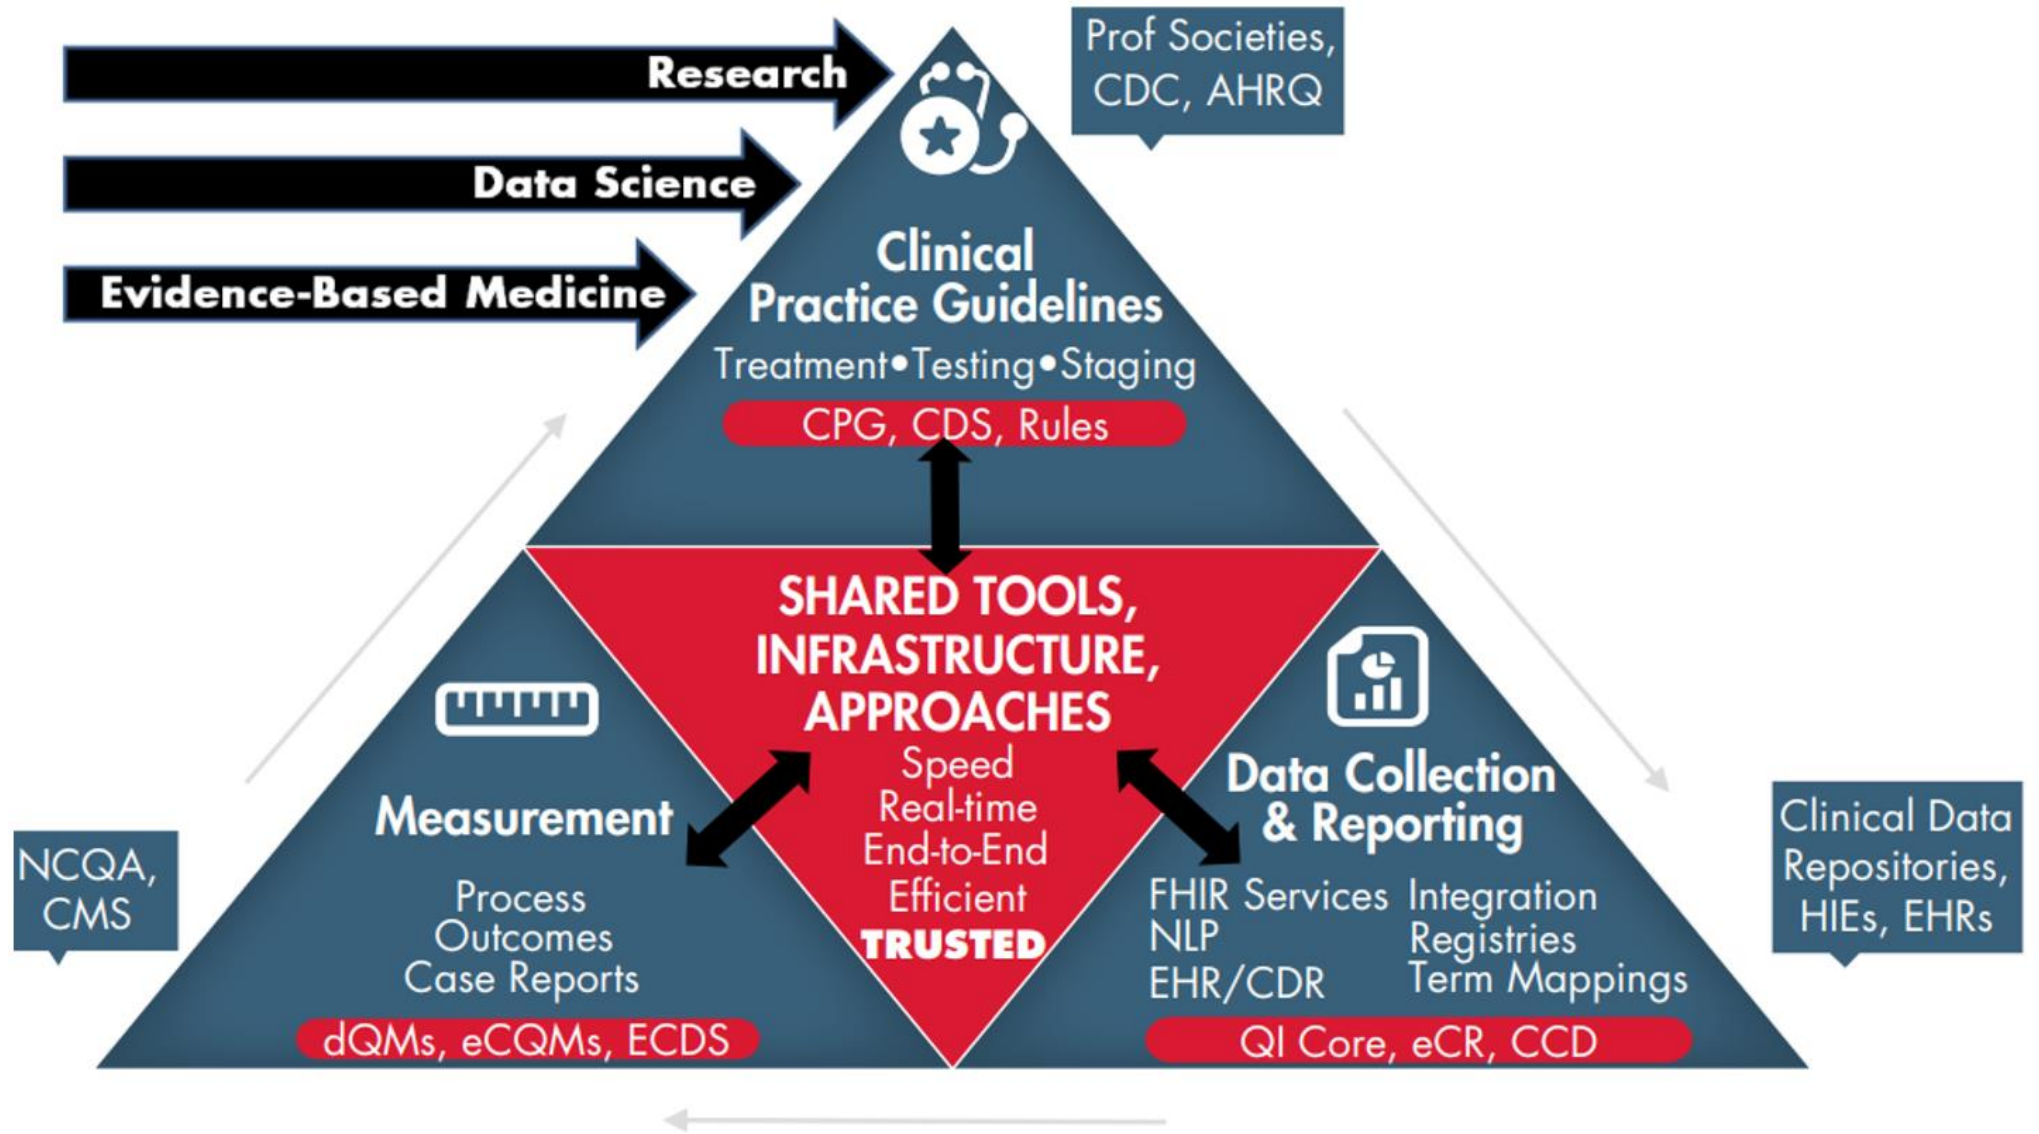 Research
Data Science
Evidence-Based Medicine
Prof Societies,
CDC, AHRQ
Clinical
Practice Guidelines
Treatment•Testing•Staging
CPG, CDS, Rules
SHARED TOOLS,
INFRASTRUCTURE,
APPROACHES
Speed
Real-time
End-to-End
Efficient
TRUSTED
NCQA,
CMS
Measurement
Process
Outcomes
Case Reports
dQMs, eCQMs, ECDS
Data Collection
& Reporting
FHIR Services Integration
NLP Registries
EHR/CDR Term Mappings
QI Core, eCR, CCD
Clinical Data
Repositories,
HIEs, EHRs